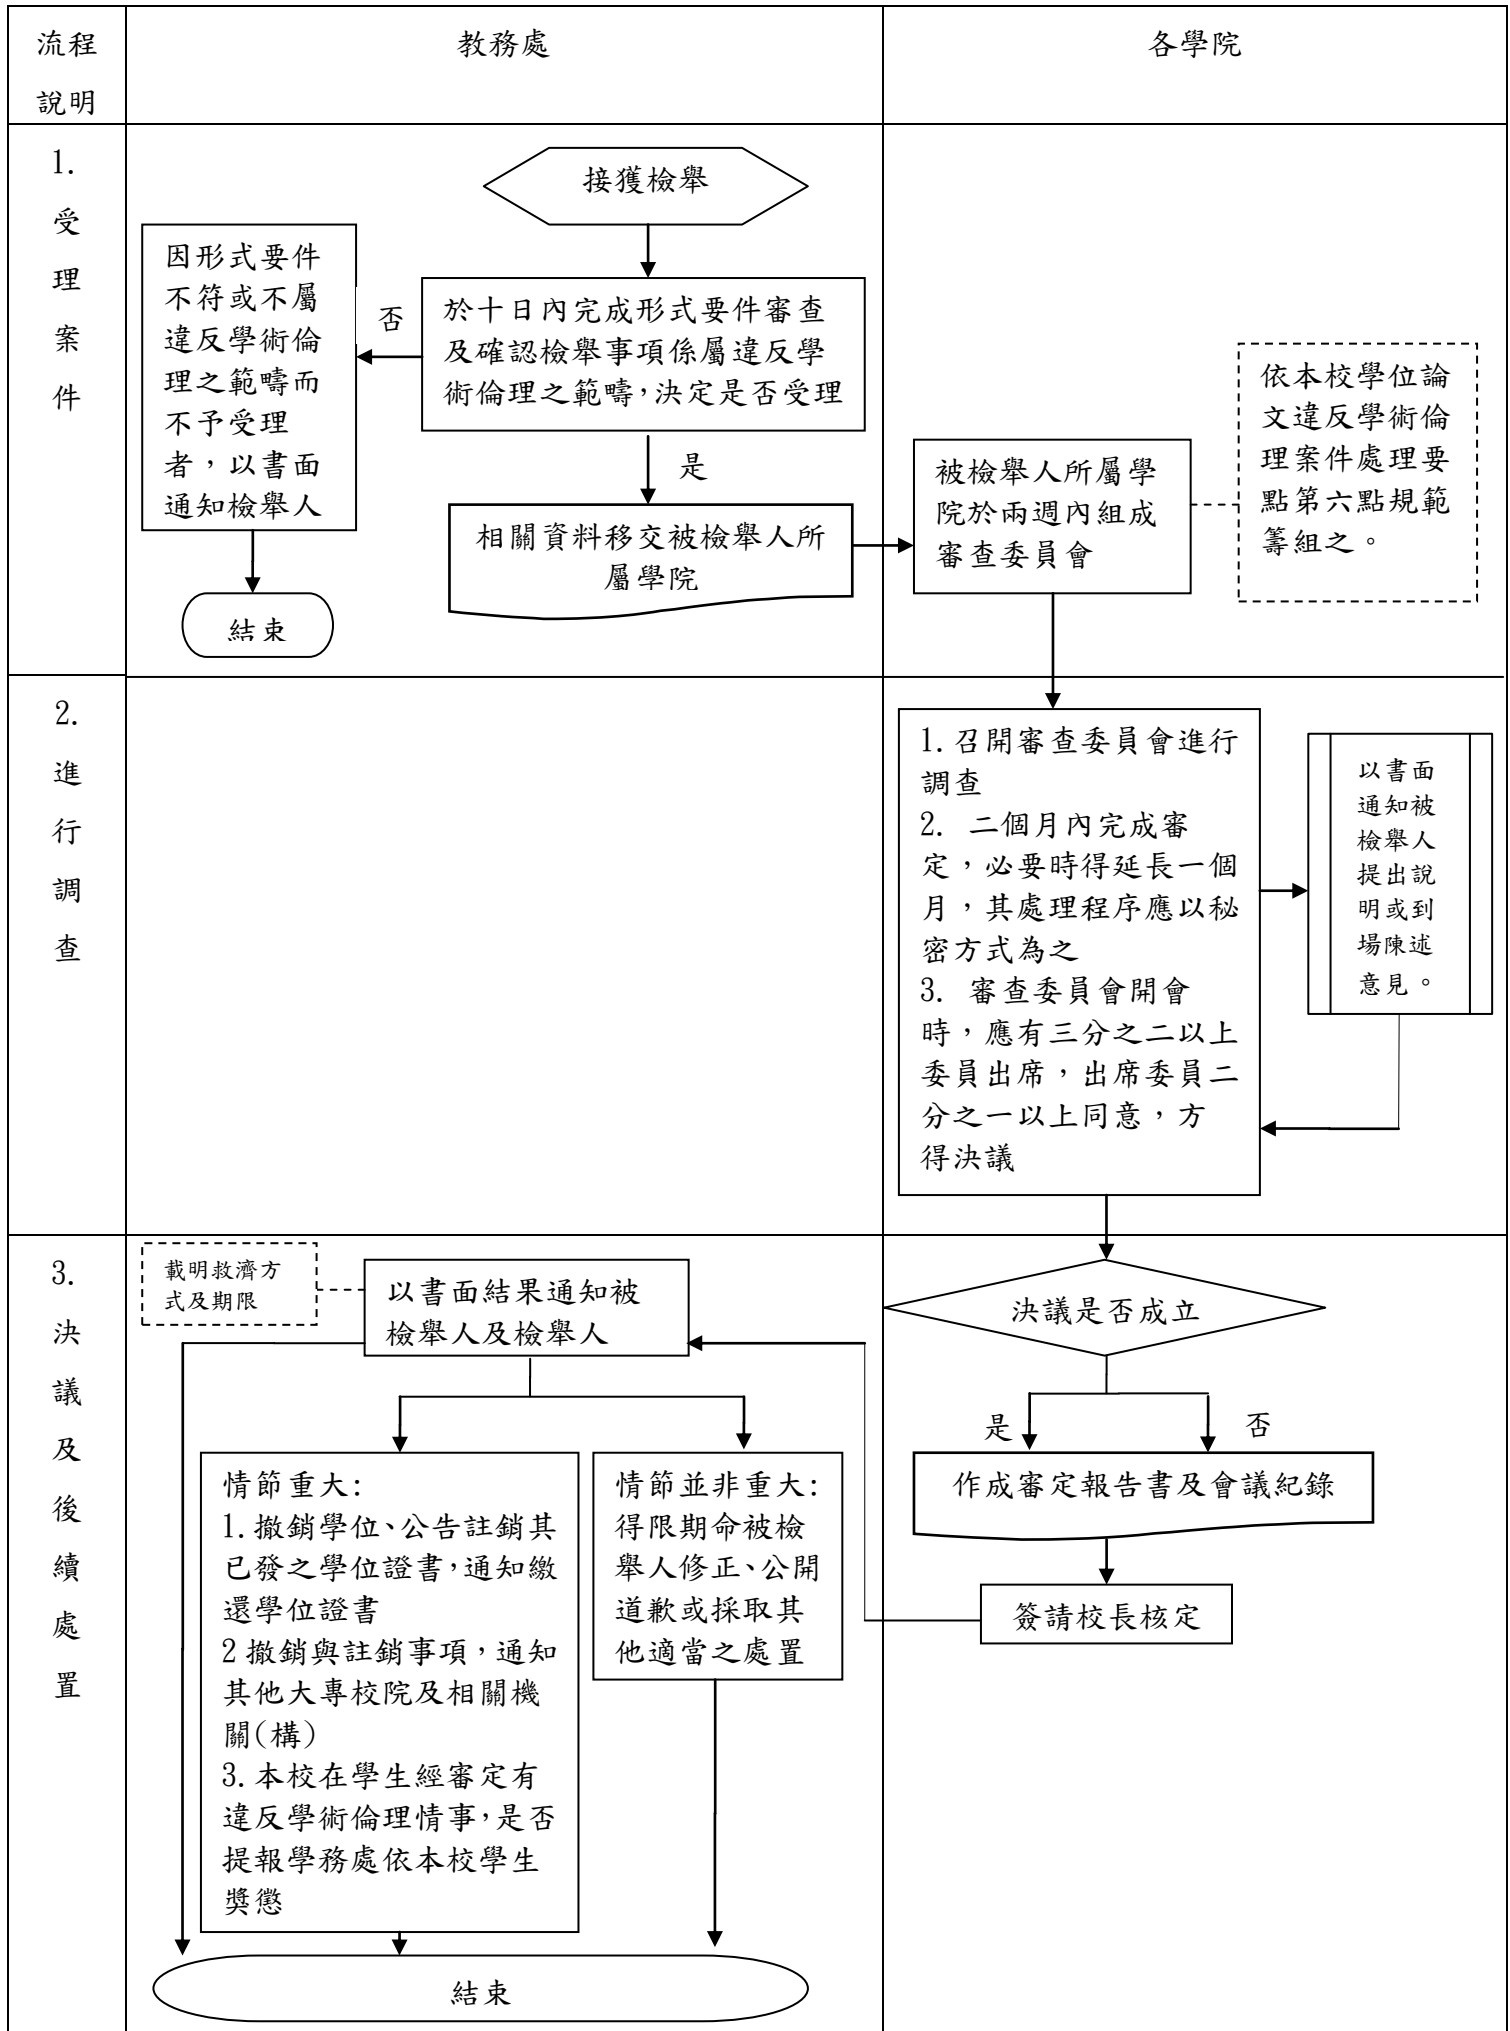 流程
說明
教務處
各學院
1.
受
理
案
件
接獲檢舉
因形式要件
不符或不屬
違反學術倫
理之範疇而
不予受理
者，以書面
通知檢舉人
否
於十日內完成形式要件審查
及確認檢舉事項係屬違反學
術倫理之範疇，決定是否受理
是
相關資料移交被檢舉人所
屬學院
結束
被檢舉人所屬學
院於兩週內組成
審查委員會
依本校學位論
文違反學術倫
理案件處理要
點第六點規範
籌組之。
2.
進
行
調
查
1.召開審查委員會進行
調查
2. 二個月內完成審
定，必要時得延長一個
月，其處理程序應以秘
密方式為之
3. 審查委員會開會
時，應有三分之二以上
委員出席，出席委員二
分之一以上同意，方
得決議
以書面
通知被
檢舉人
提出說
明或到
場陳述
意見。
3.
決
議
及
後
續
處
置
載明救濟方
式及期限
以書面結果通知被
檢舉人及檢舉人
決議是否成立
是
否
作成審定報告書及會議紀錄
簽請校長核定
情節重大:
1.撤銷學位、公告註銷其
已發之學位證書，通知繳
還學位證書
2撤銷與註銷事項，通知
其他大專校院及相關機
關(構)
3.本校在學生經審定有
違反學術倫理情事，是否
提報學務處依本校學生
獎懲
情節並非重大:
得限期命被檢
舉人修正、公開
道歉或採取其
他適當之處置
結束